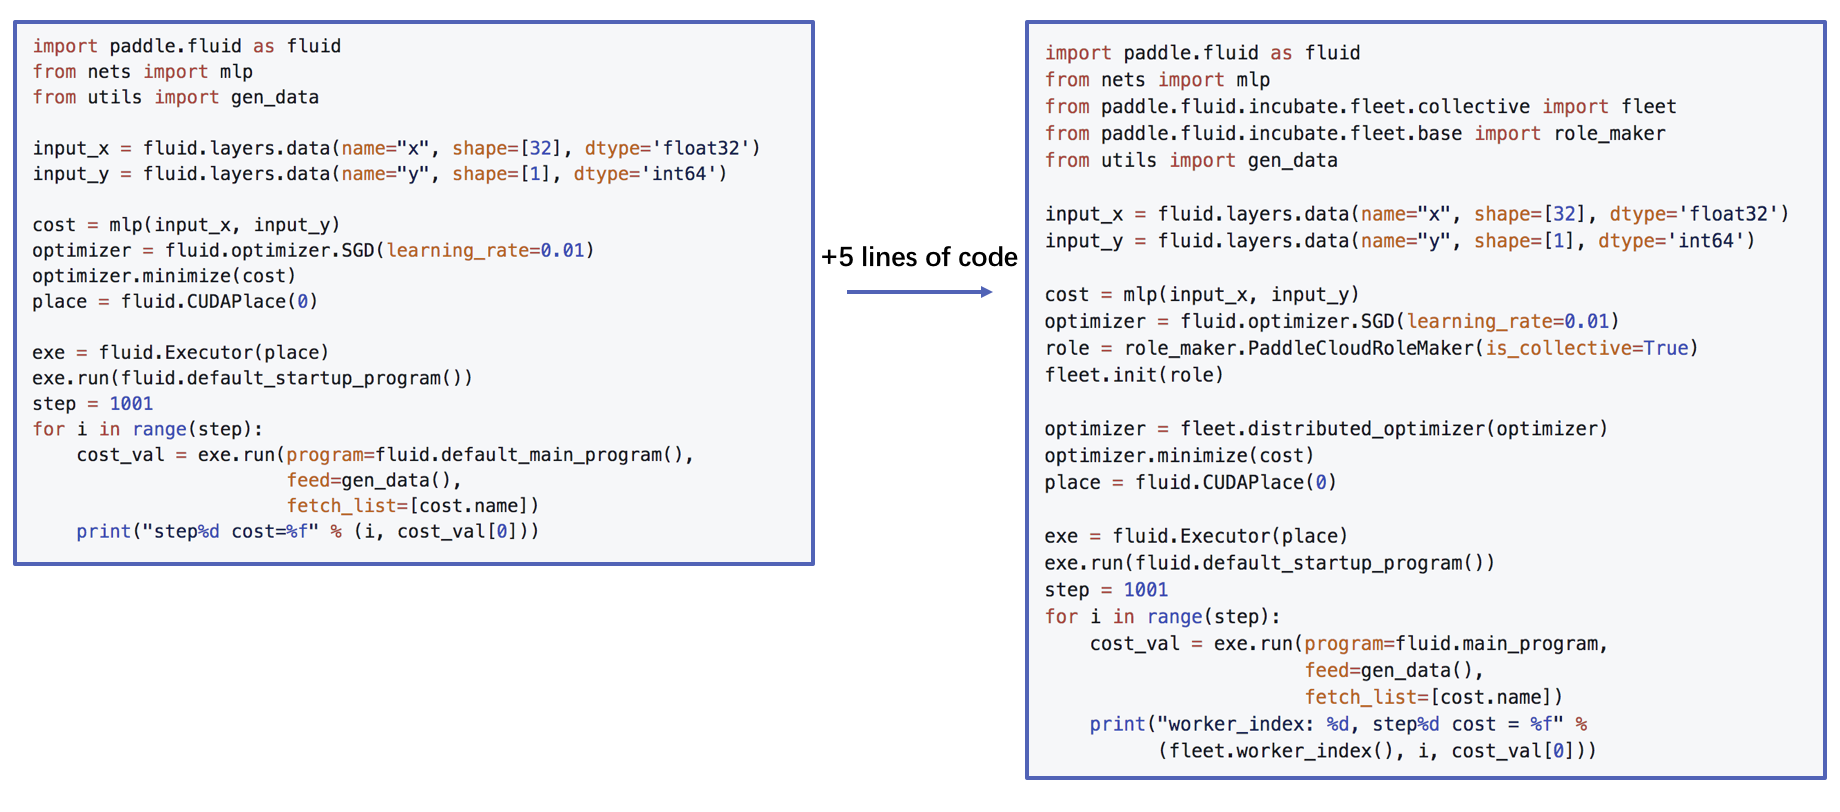 import paddle.fluid as fluid
from nets import mlp
from utils import gen_data

input_x = fluid.layers.data(name="x", shape=[32], dtype='float32')
input_y = fluid.layers.data(name="y", shape=[1], dtype='int64')

cost = mlp(input_x, input_y)
optimizer = fluid.optimizer.SGD(learning_rate=0.01)
optimizer.minimize(cost)
place = fluid.CUDAPlace(0)

exe = fluid.Executor(place)
exe.run(fluid.default_startup_program())
step = 1001
for i in range(step):
    cost_val = exe.run(program=fluid.default_main_program(),
                       feed=gen_data(),
                       fetch_list=[cost.name])
    print("step%d cost=%f" % (i, cost_val[0]))

+5 lines of code

import paddle.fluid as fluid
from nets import mlp
from paddle.fluid.incubate.fleet.collective import fleet
from paddle.fluid.incubate.fleet.base import role_maker
from utils import gen_data

input_x = fluid.layers.data(name="x", shape=[32], dtype='float32')
input_y = fluid.layers.data(name="y", shape=[1], dtype='int64')

cost = mlp(input_x, input_y)
optimizer = fluid.optimizer.SGD(learning_rate=0.01)
role = role_maker.PaddleCloudRoleMaker(is_collective=True)
fleet.init(role)

optimizer = fleet.distributed_optimizer(optimizer)
optimizer.minimize(cost)
place = fluid.CUDAPlace(0)

exe = fluid.Executor(place)
exe.run(fluid.default_startup_program())
step = 1001
for i in range(step):
    cost_val = exe.run(program=fluid.main_program,
                       feed=gen_data(),
                       fetch_list=[cost.name])
    print("worker_index: %d, step%d cost = %f" %
          (fleet.worker_index(), i, cost_val[0]))